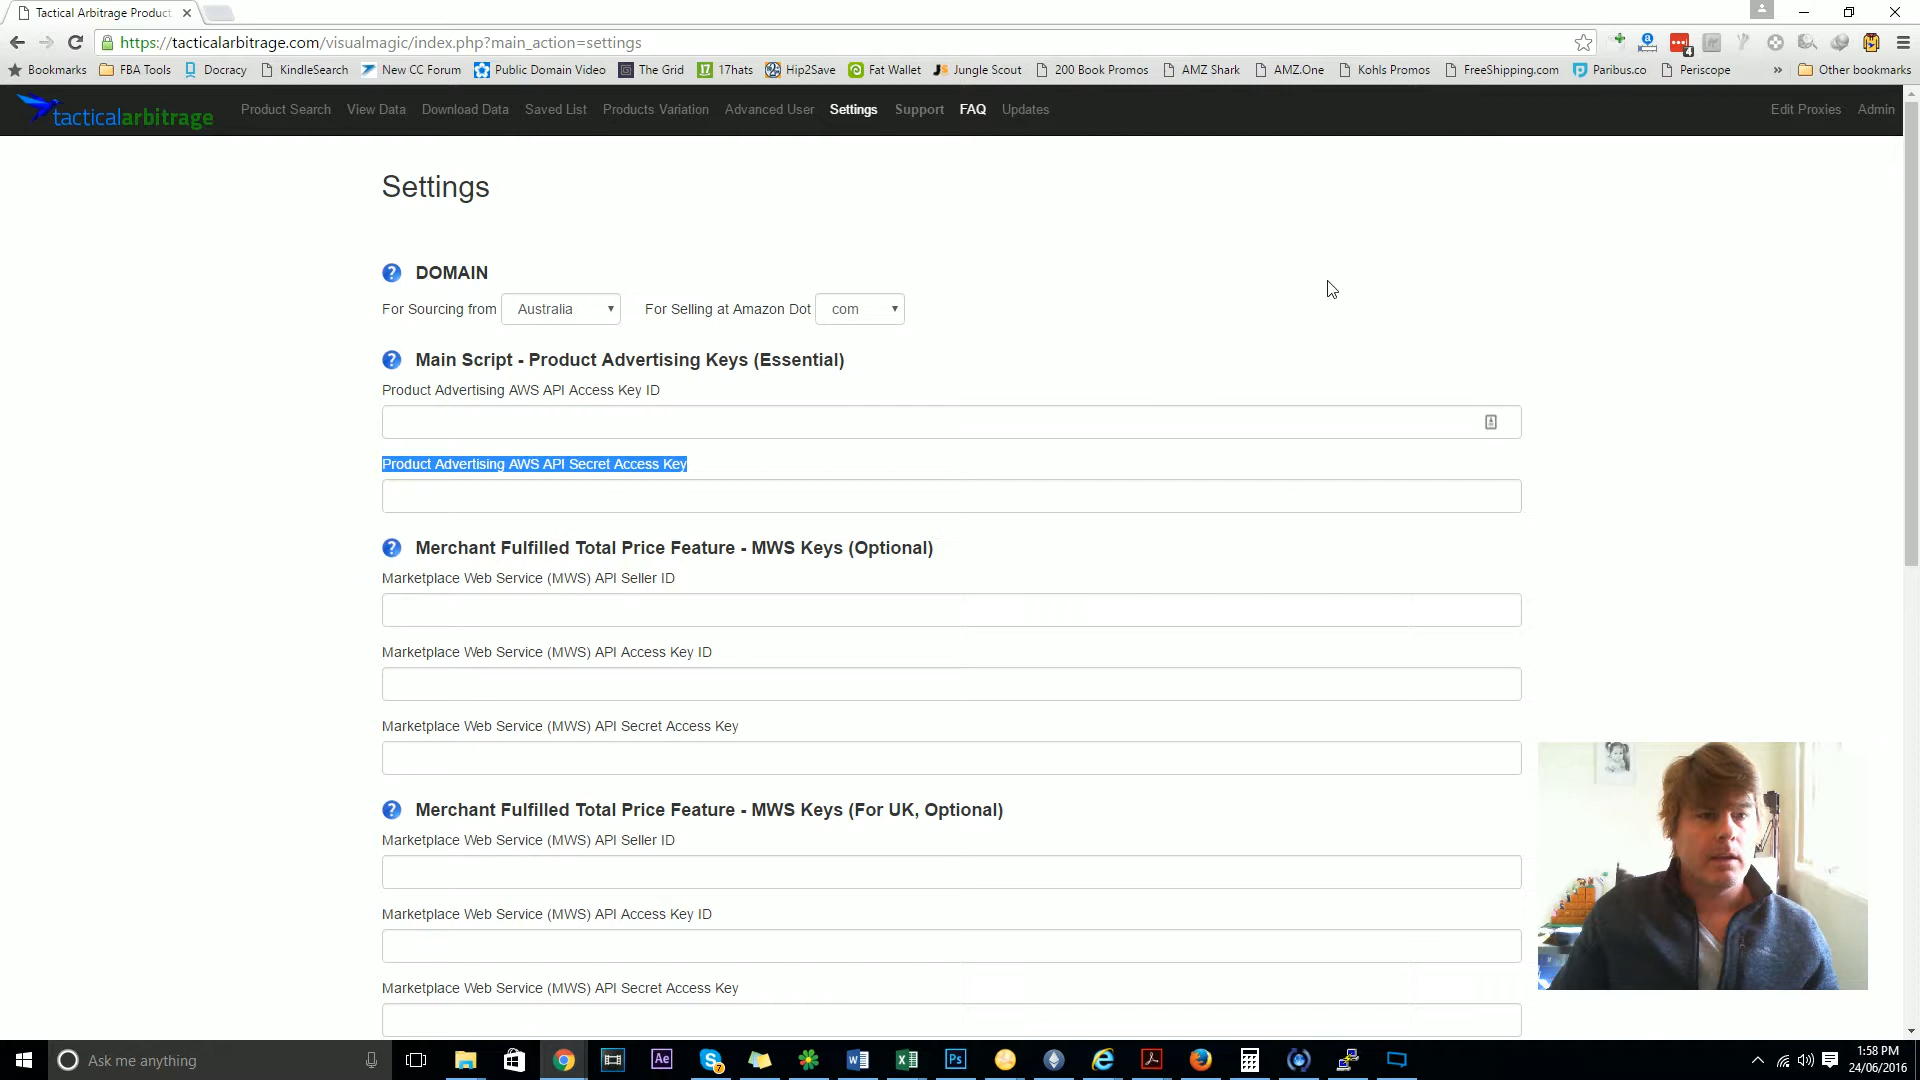 Tactical Arbitrage Product
https://tacticalarbitrage.com/visualmagic/index.php?main_action=settings
4
Bookmarks FBA Tools Docracy KindleSearch New CC Forum Public Domain Video The Grid 17hats Hip2Save Fat Wallet Jungle Scout 200 Book Promos AMZ Shark AMZ.One Kohls Promos FreeShipping.com Paribus.co Periscope » Other bookmarks
tacticalarbitrage Product Search View Data Download Data Saved List Products Variation Advanced User Settings Support FAQ Updates Edit Proxies Admin
Settings
? DOMAIN
For Sourcing from Australia For Selling at Amazon Dot com
? Main Script - Product Advertising Keys (Essential)
Product Advertising AWS API Access Key ID
Product Advertising AWS API Secret Access Key
? Merchant Fulfilled Total Price Feature - MWS Keys (Optional)
Marketplace Web Service (MWS) API Seller ID
Marketplace Web Service (MWS) API Access Key ID
Marketplace Web Service (MWS) API Secret Access Key
? Merchant Fulfilled Total Price Feature - MWS Keys (For UK, Optional)
Marketplace Web Service (MWS) API Seller ID
Marketplace Web Service (MWS) API Access Key ID
Marketplace Web Service (MWS) API Secret Access Key
Ask me anything Ae 7 Ps 1:58 PM
24/06/2016